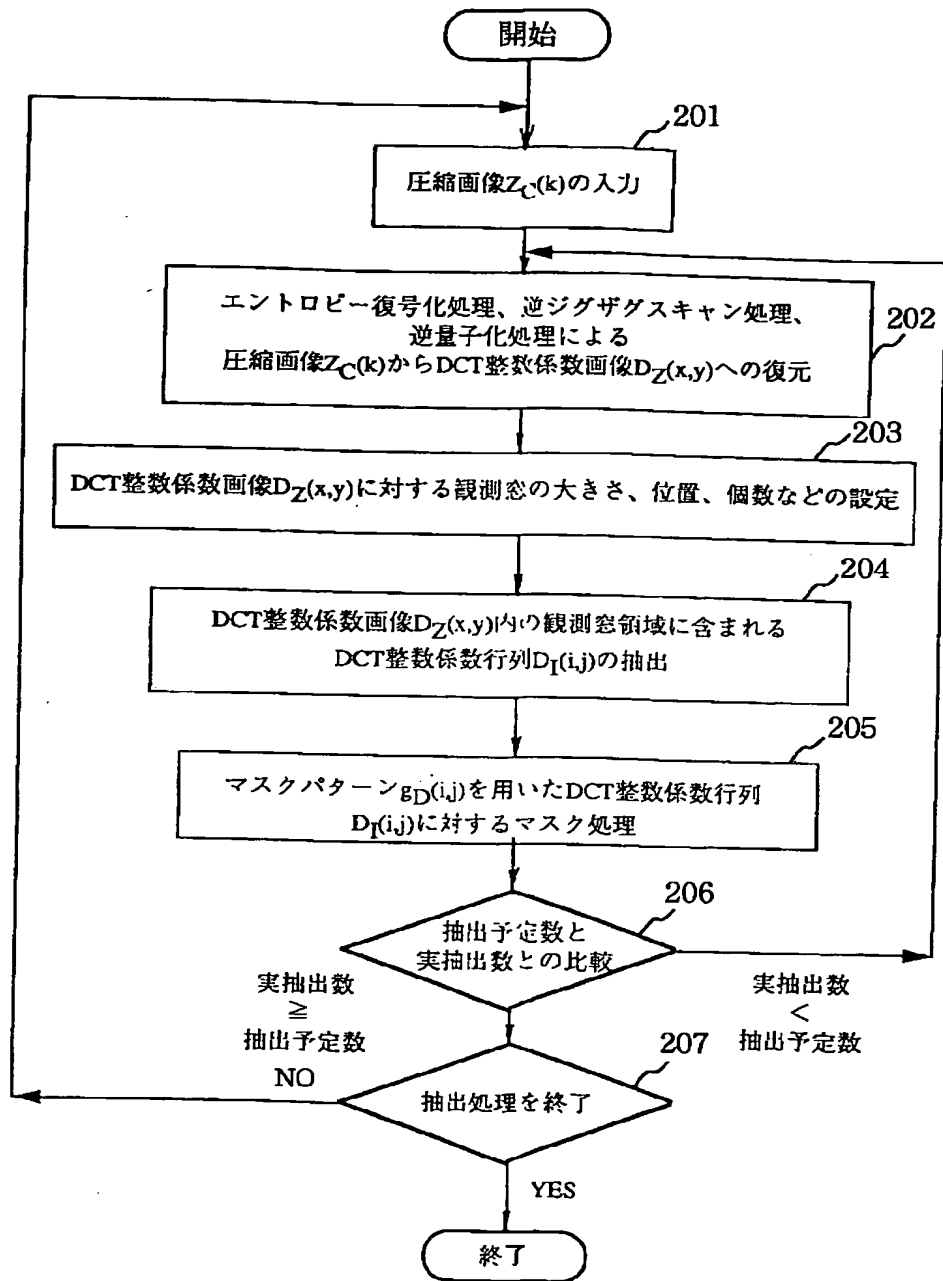 開始
201
圧縮画像ZC(k)の入力
エントロピー復号化処理、逆ジグザグスキャン処理、
逆量子化処理による
圧縮画像ZC(k)からDCT整数係数画像DZ(x,y)への復元
202
203
DCT整数係数画像DZ(x,y)に対する観測窓の大きさ、位置、個数などの設定
204
DCT整数係数画像DZ(x,y)内の観測窓領域に含まれる
DCT整数係数行列DI(i,j)の抽出
205
マスクパターンgD(i,j)を用いたDCT整数係数行列
DI(i,j)に対するマスク処理
206
抽出予定数と
実抽出数との比較
実抽出数
≧
抽出予定数
実抽出数
<
抽出予定数
207
NO
抽出処理を終了
YES
終了